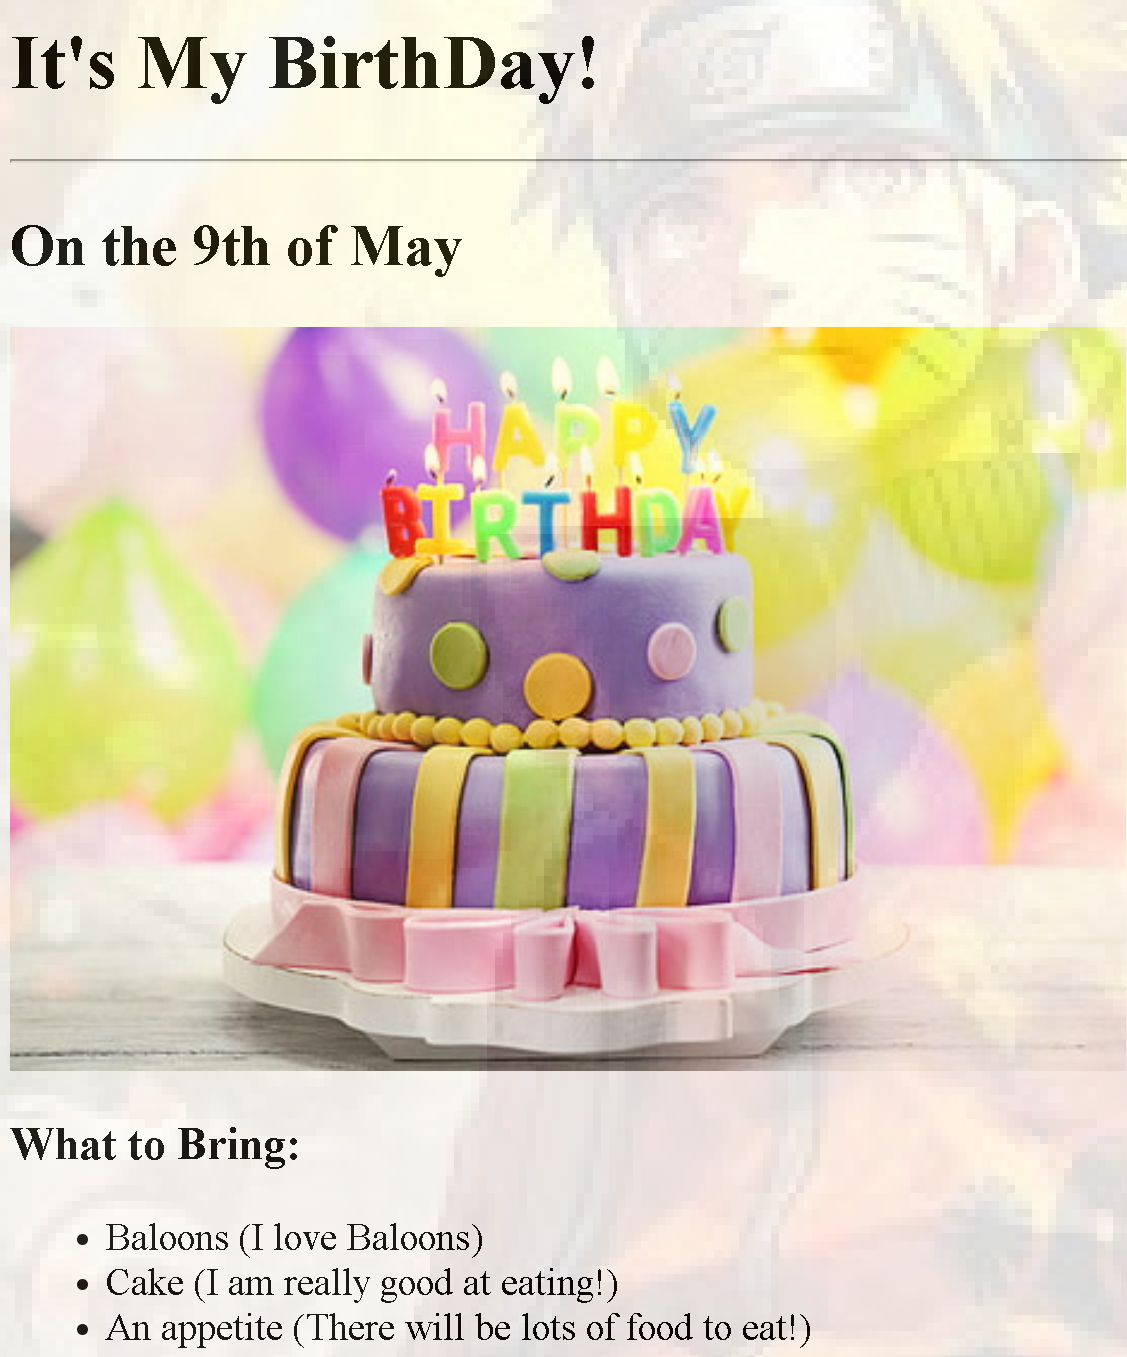 It's My BirthDay!
On the 9th of May
HAPPY
BIRTHDAY
What to Bring:
• Baloons (I love Baloons)
• Cake (I am really good at eating!)
• An appetite (There will be lots of food to eat!)